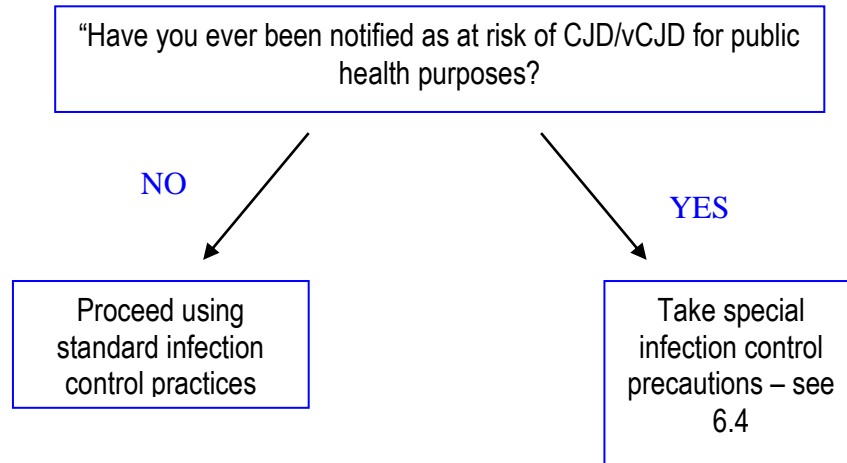 “Have you ever been notified as at risk of CJD/vCJD for public
health purposes?
NO
YES
Proceed using
standard infection
control practices
Take special
infection control
precautions – see
6.4